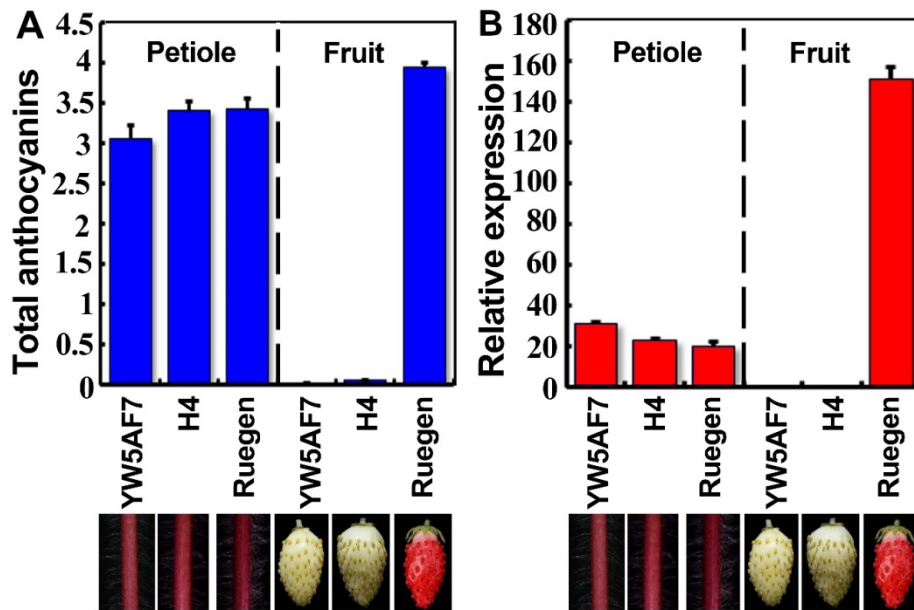 A
Total anthocyanins
4.5
4
3.5
3
2.5
2
1.5
1
0.5
0
Petiole
Fruit
YW5AF7
H4
Ruegen
YW5AF7
H4
Ruegen
B
Relative expression
180
160
140
120
100
80
60
40
20
0
Petiole
Fruit
YW5AF7
H4
Ruegen
YW5AF7
H4
Ruegen